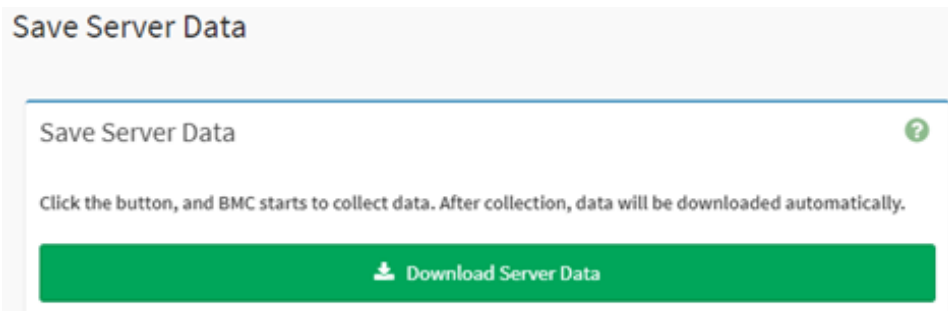 Save Server Data
Save Server Data
?
Click the button, and BMC starts to collect data. After collection, data will be downloaded automatically.
Download Server Data